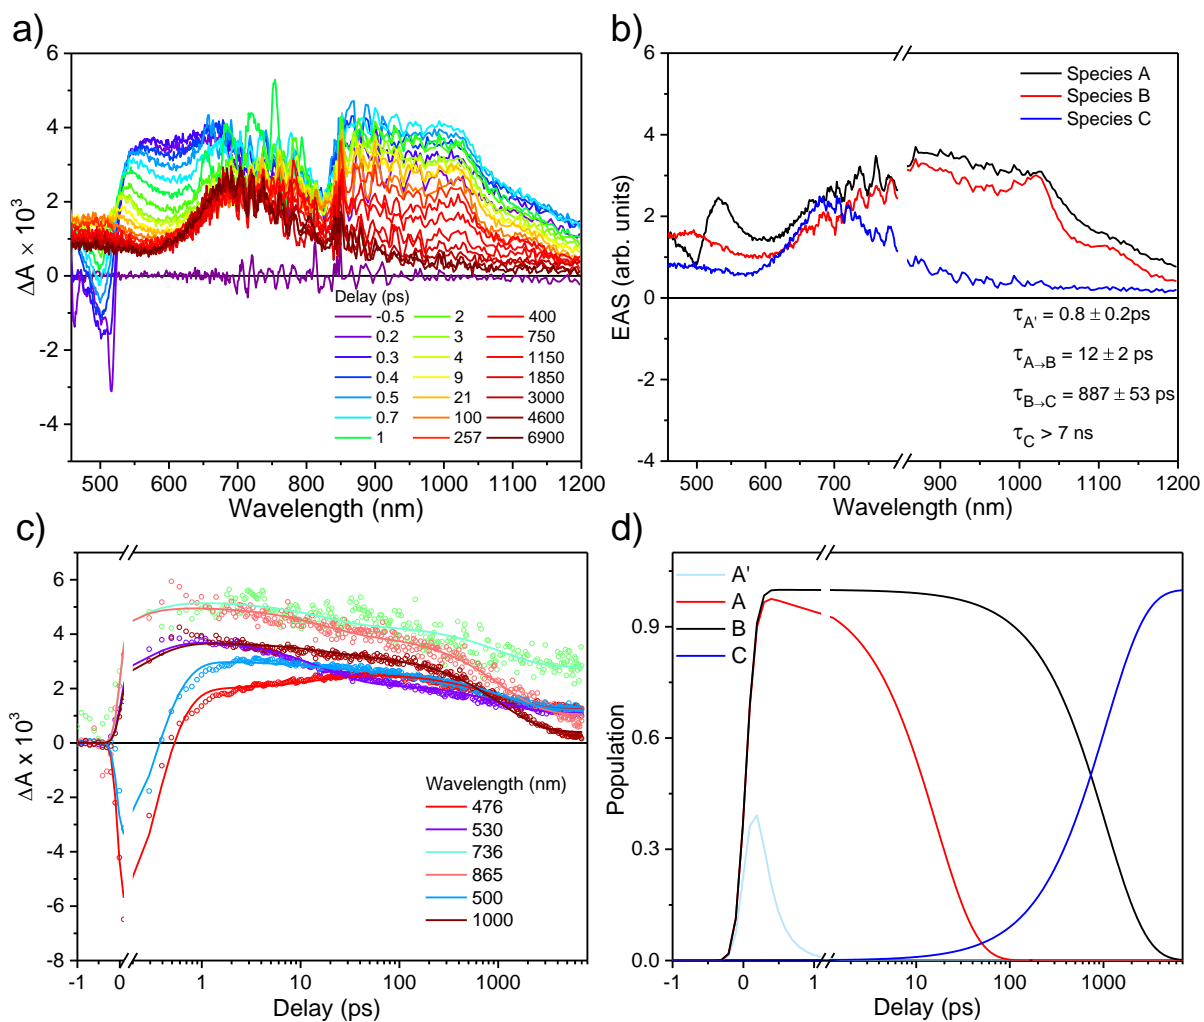 a)
6
4
2
0
-2
-4
ΔA × 10³
500 600 700 800 900 1000 1100 1200
Wavelength (nm)
Delay (ps)
-0.5 2 400
0.2 3 750
0.3 4 1150
0.4 9 1850
0.5 21 3000
0.7 100 4600
1 257 6900
b)
6
4
2
0
-2
-4
EAS (arb. units)
500 600 700 900 1000 1100 1200
Wavelength (nm)
Species A
Species B
Species C
τA' = 0.8 ± 0.2ps
τA→B = 12 ± 2 ps
τB→C = 887 ± 53 ps
τC > 7 ns
c)
6
4
2
0
-2
-4
-6
-8
ΔA x 10³
-1 0 1 10 100 1000
Delay (ps)
Wavelength (nm)
476
530
736
865
500
1000
d)
0.9
0.6
0.3
0.0
Population
-1 0 1 10 100 1000
Delay (ps)
A'
A
B
C